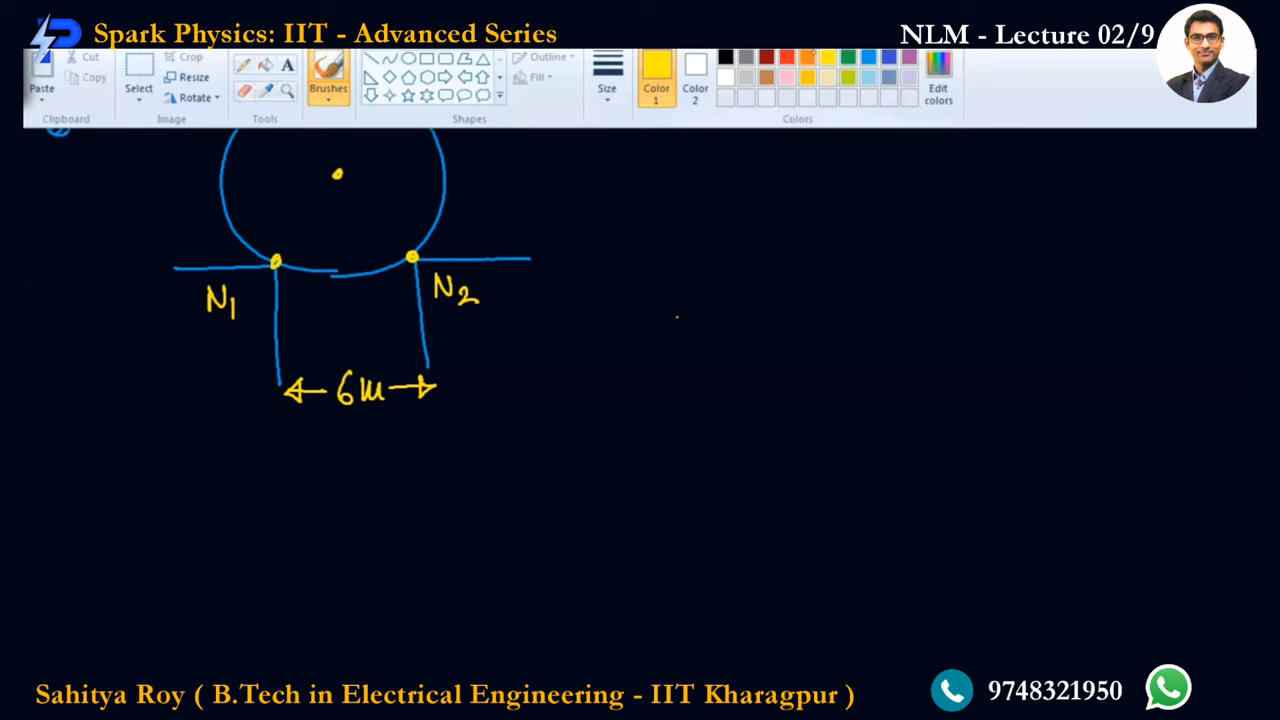 Spark Physics: IIT - Advanced Series
NLM - Lecture 02/9
Cut
Copy
Paste
Clipboard
Select
Crop
Resize
Rotate
Image
A
Tools
Brushes
Outline
Fill
Shapes
Size
Color 1
Color 2
Edit colors
Colors
N1
N2
6m
Sahitya Roy ( B.Tech in Electrical Engineering - IIT Kharagpur )
9748321950